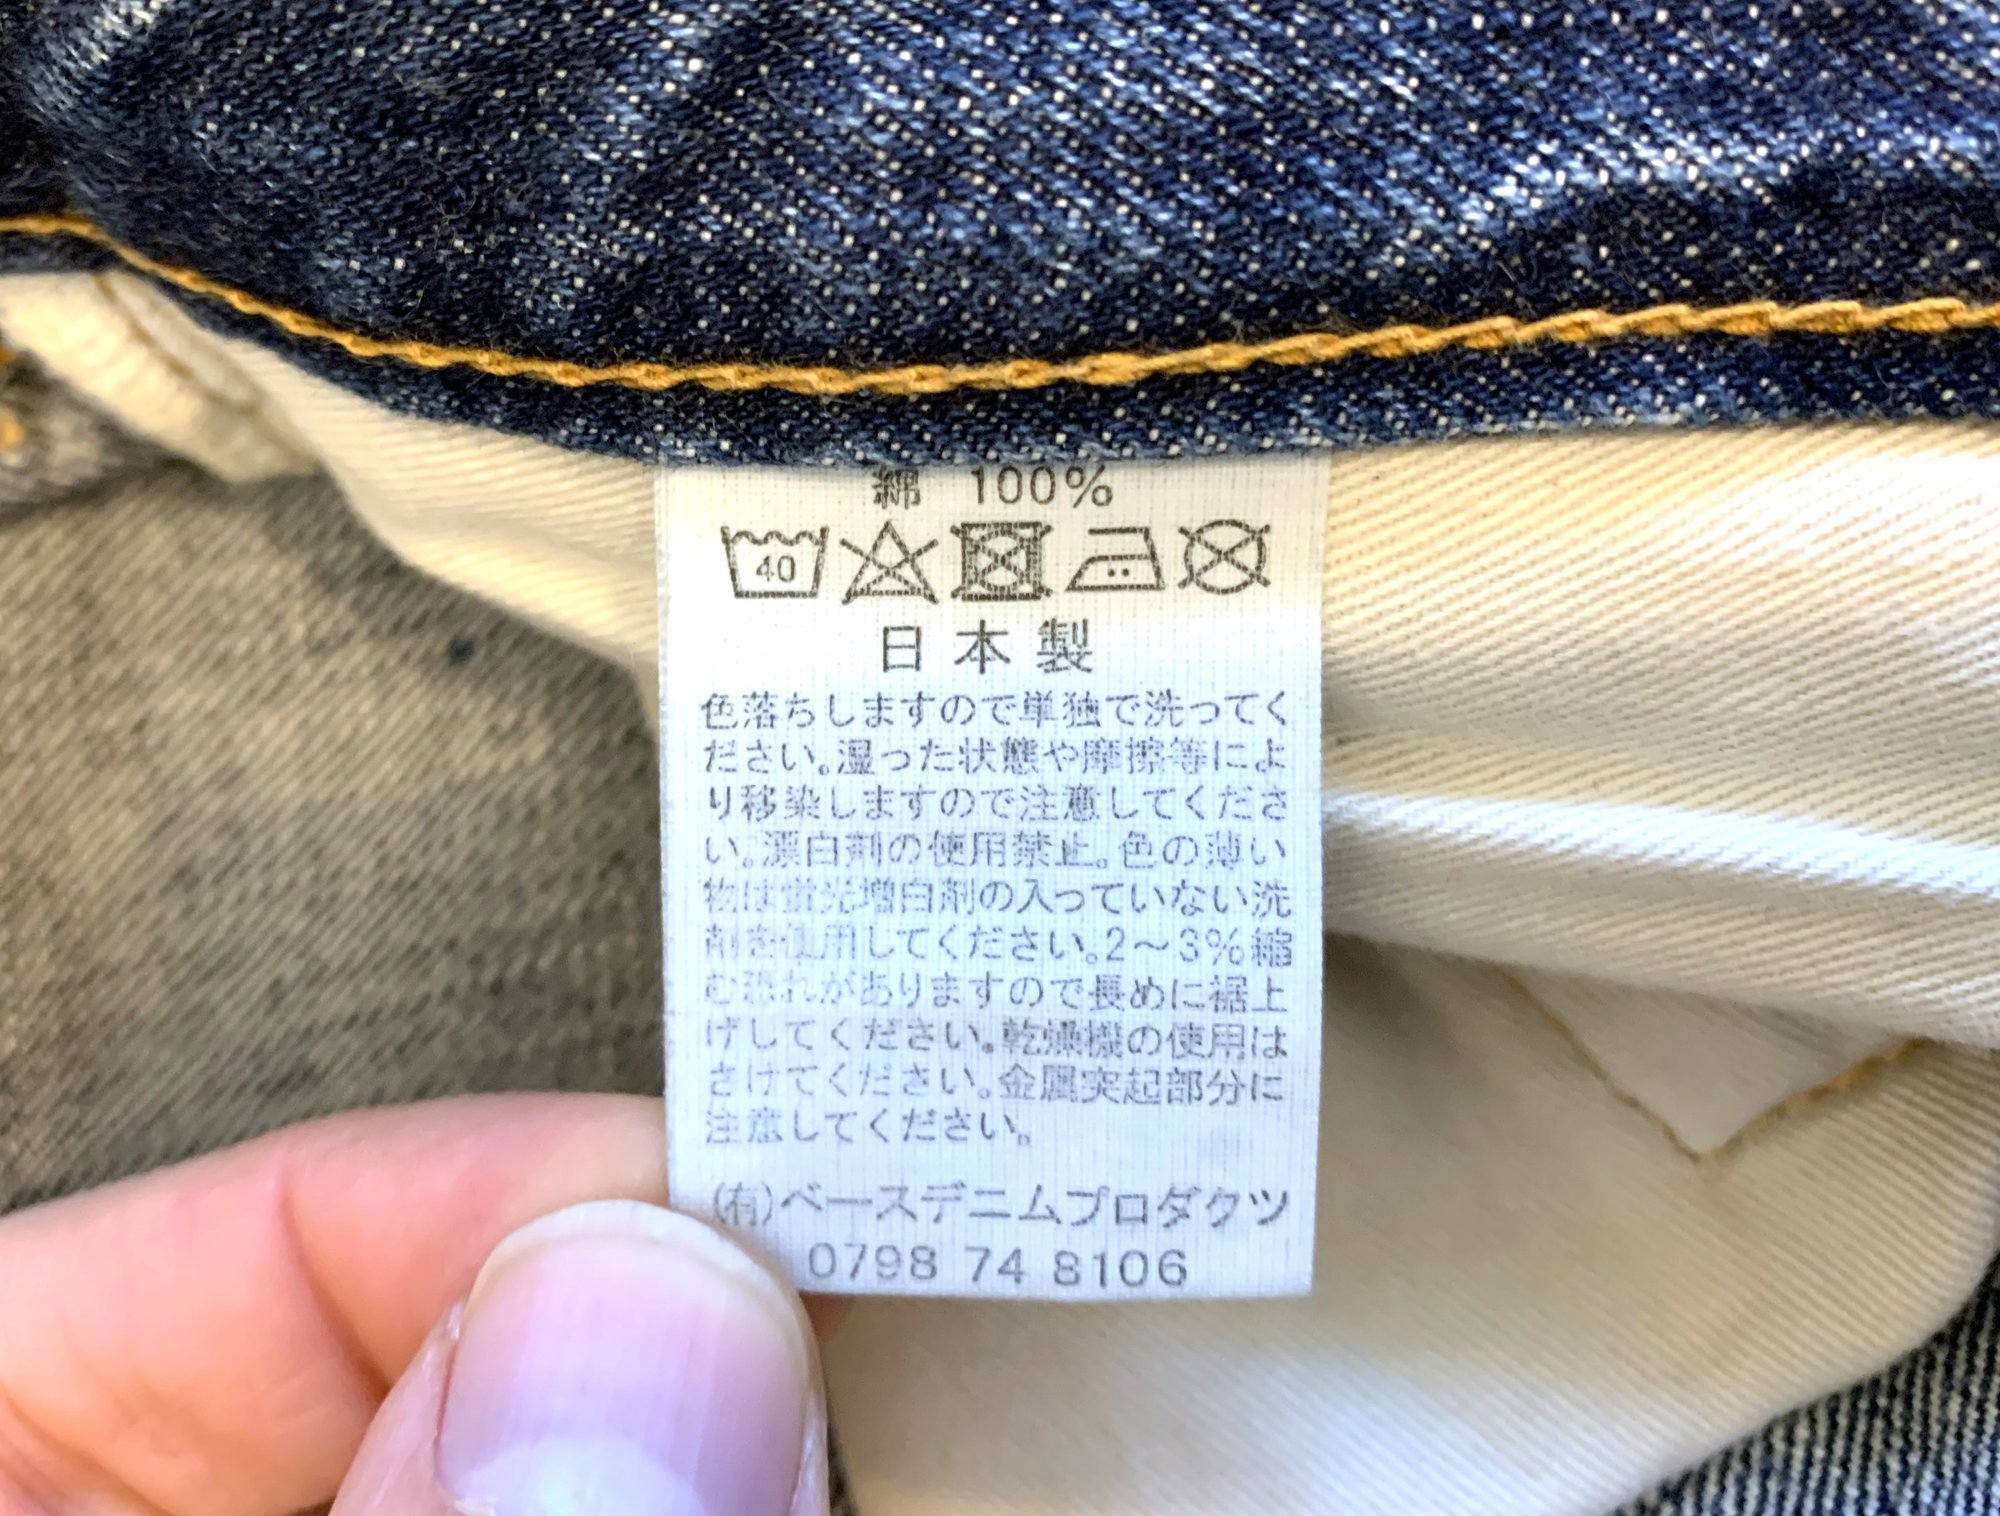 綿 100%
40
日本製
色落ちしますので単独で洗ってく
ださい。湿った状態や摩擦等によ
り移染しますので注意してくださ
い。漂白剤の使用禁止。色の薄い
物は蛍光増白剤の入っていない洗
剤を使用してください。2～3%縮
む恐れがありますので長めに裾上
げしてください。乾燥機の使用は
さけてください。金属突起部分に
注意してください。
(有)ベースデニムプロダクツ
0798 74 8106